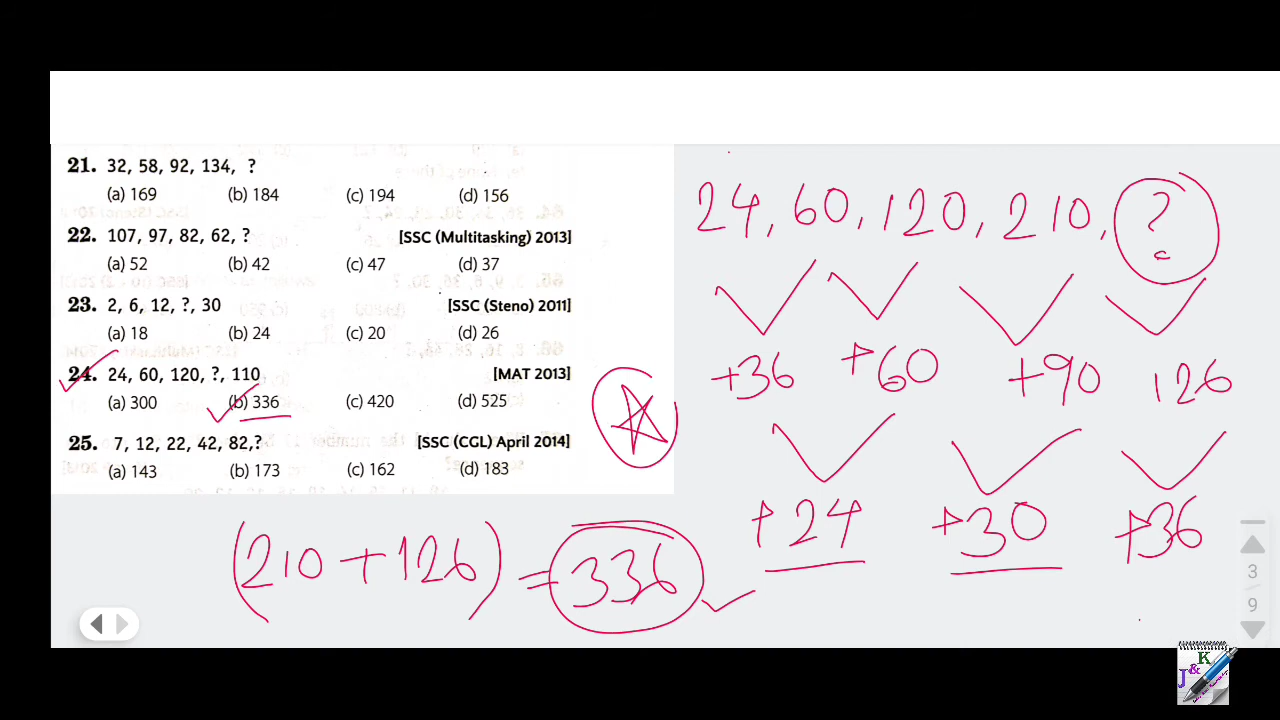 21. 32, 58, 92, 134, ?
(a) 169 (b) 184 (c) 194 (d) 156
22. 107, 97, 82, 62, ? [SSC (Multitasking) 2013]
(a) 52 (b) 42 (c) 47 (d) 37
23. 2, 6, 12, ?, 30 [SSC (Steno) 2011]
(a) 18 (b) 24 (c) 20 (d) 26
24. 24, 60, 120, ?, 110 [MAT 2013]
(a) 300 (b) 336 (c) 420 (d) 525
25. 7, 12, 22, 42, 82,? [SSC (CGL) April 2014]
(a) 143 (b) 173 (c) 162 (d) 183
24, 60, 120, 210, ?
+36 +60 +90 126
+24 +30 +36
(210 + 126) = 336
3
9
J&K